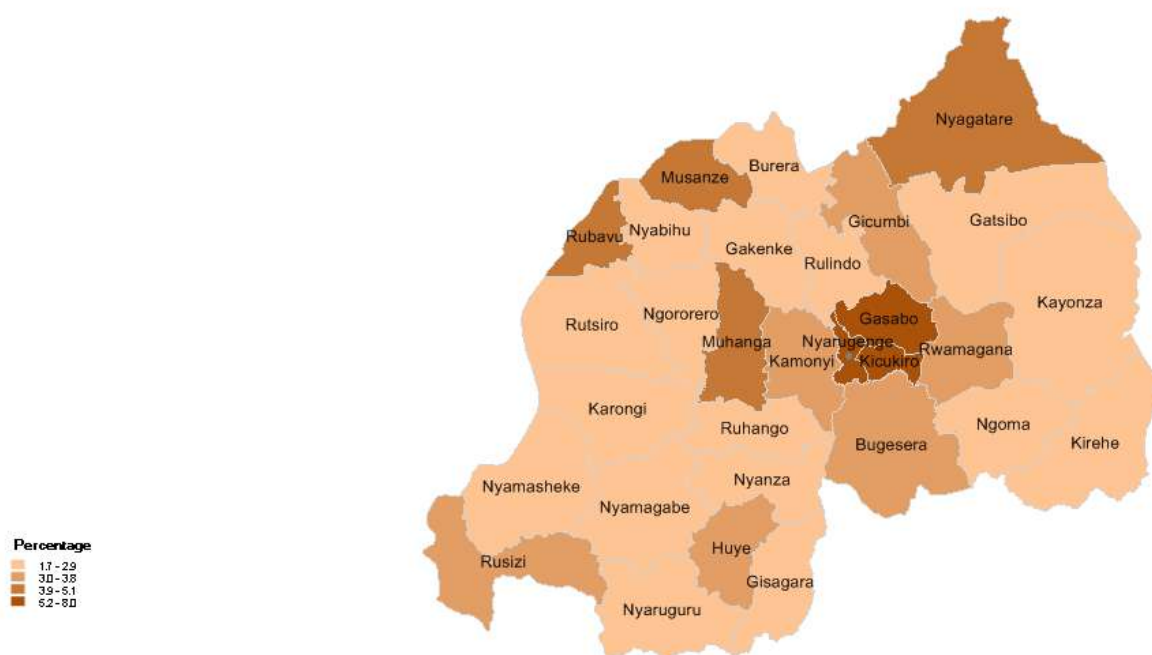 Nyagatare
Burera
Musanze
Gicumbi
Gatsibo
Rubavu
Nyabihu
Gakenke
Rulindo
Kayonza
Ngororero
Gasabo
Rutsiro
Muhanga
Nyarugenge
Rwamagana
Kamonyi
Kicukiro
Karongi
Ruhango
Ngoma
Bugesera
Kirehe
Nyamasheke
Nyanza
Nyamagabe
Huye
Rusizi
Gisagara
Nyaruguru
Percentage
1.7 - 2.9
3.0 - 3.8
3.9 - 5.1
5.2 - 8.0